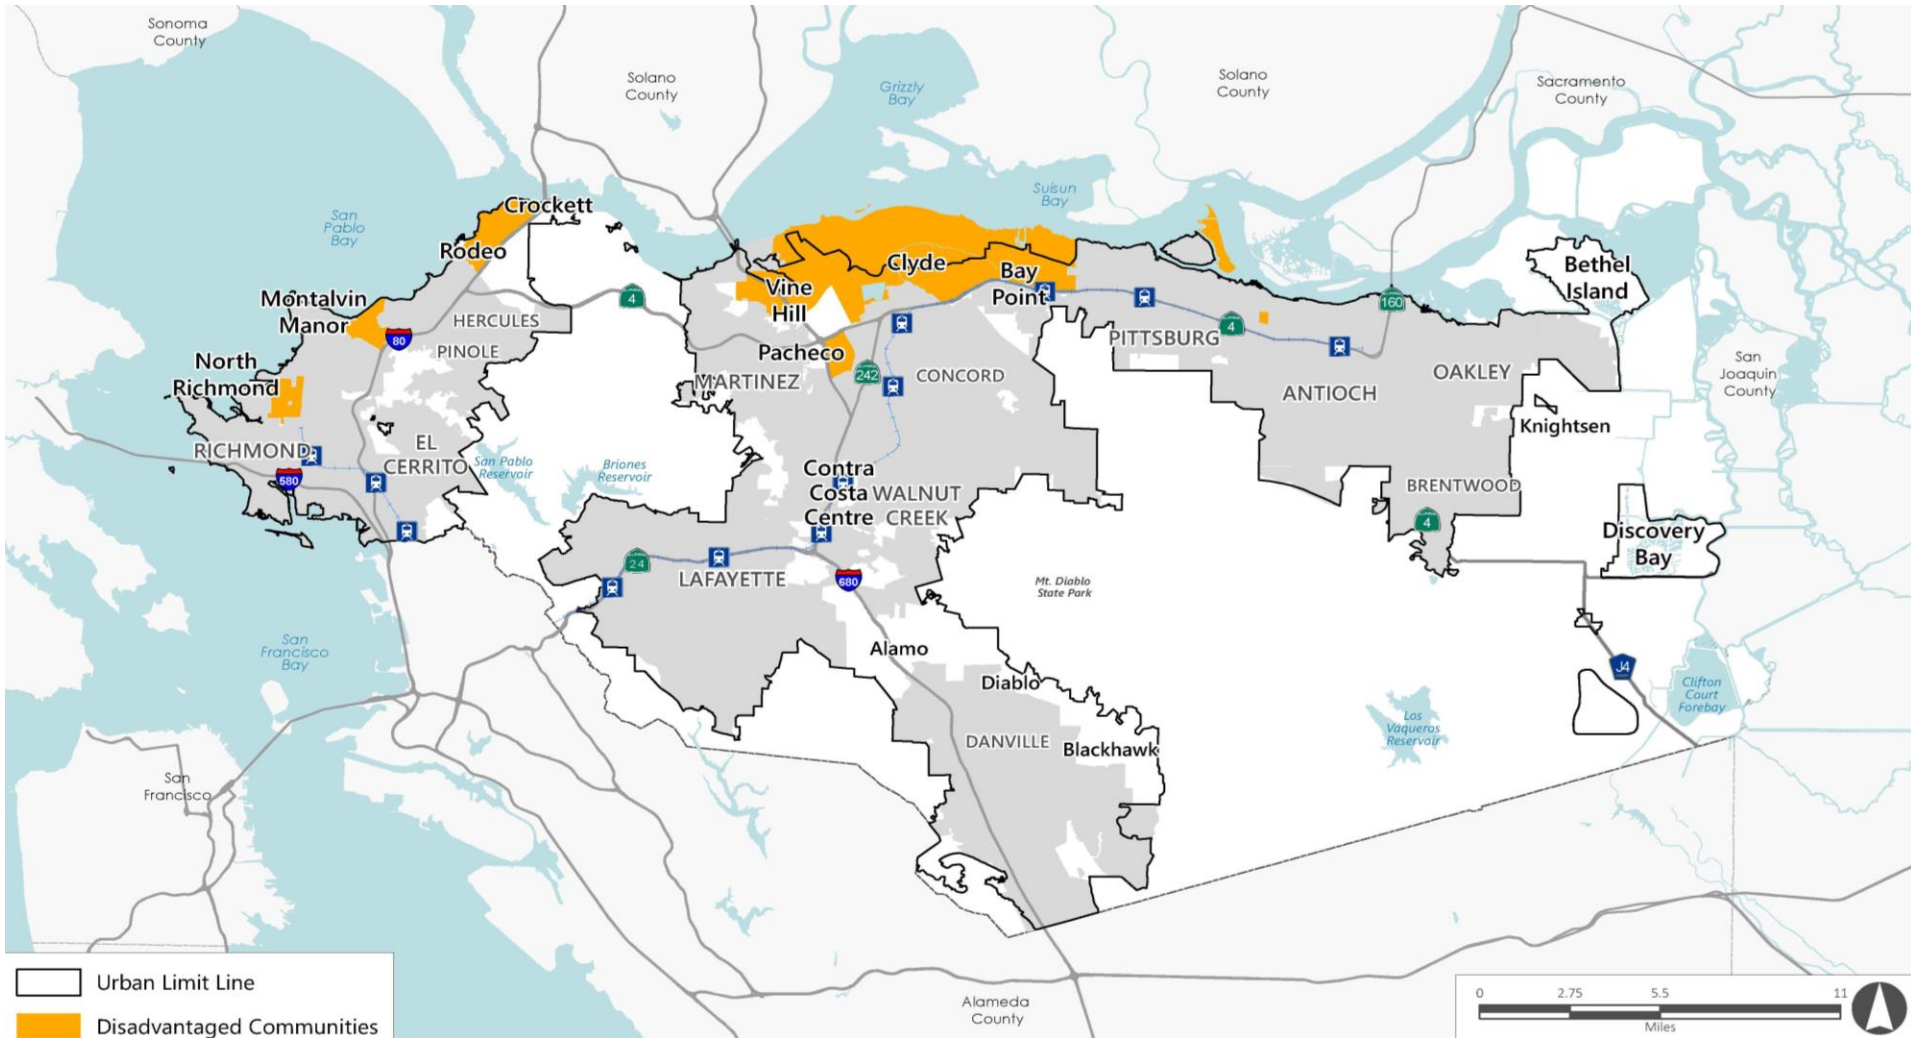 Sonoma
County
Solano
County
Grizzly
Bay
Solano
County
Sacramento
County
Suisun
Bay
San
Pablo
Bay
Crockett
Rodeo
Clyde
Bay
Point
Bethel
Island
Vine
Hill
4
160
Montalvin
Manor
HERCULES
80
PINOLE
PITTSBURG
4
North
Richmond
Pacheco
242
MARTINEZ
CONCORD
ANTIOCH
OAKLEY
San
Joaquin
County
Knightsen
RICHMOND
EL
CERRITO
San Pablo
Reservoir
Briones
Reservoir
580
Contra
Costa
Centre
WALNUT
CREEK
BRENTWOOD
4
Discovery
Bay
24
LAFAYETTE
680
Mt. Diablo
State Park
San
Francisco
Bay
Alamo
Diablo
J4
Clifton
Court
Forebay
Los
Vaqueros
Reservoir
DANVILLE
Blackhawk
San
Francisco
Alameda
County
Urban Limit Line
Disadvantaged Communities
0 2.75 5.5 11
Miles